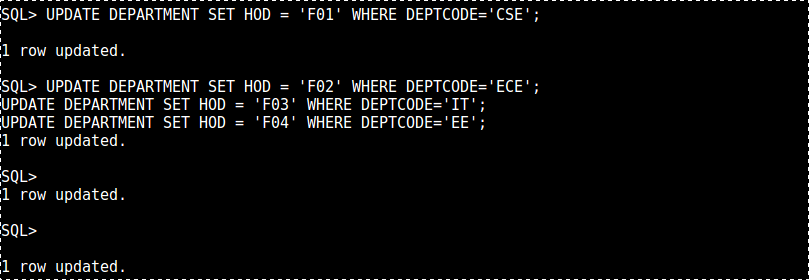 SQL> UPDATE DEPARTMENT SET HOD = 'F01' WHERE DEPTCODE='CSE';
1 row updated.
SQL> UPDATE DEPARTMENT SET HOD = 'F02' WHERE DEPTCODE='ECE';
UPDATE DEPARTMENT SET HOD = 'F03' WHERE DEPTCODE='IT';
UPDATE DEPARTMENT SET HOD = 'F04' WHERE DEPTCODE='EE';
1 row updated.
SQL>
1 row updated.
SQL>
1 row updated.